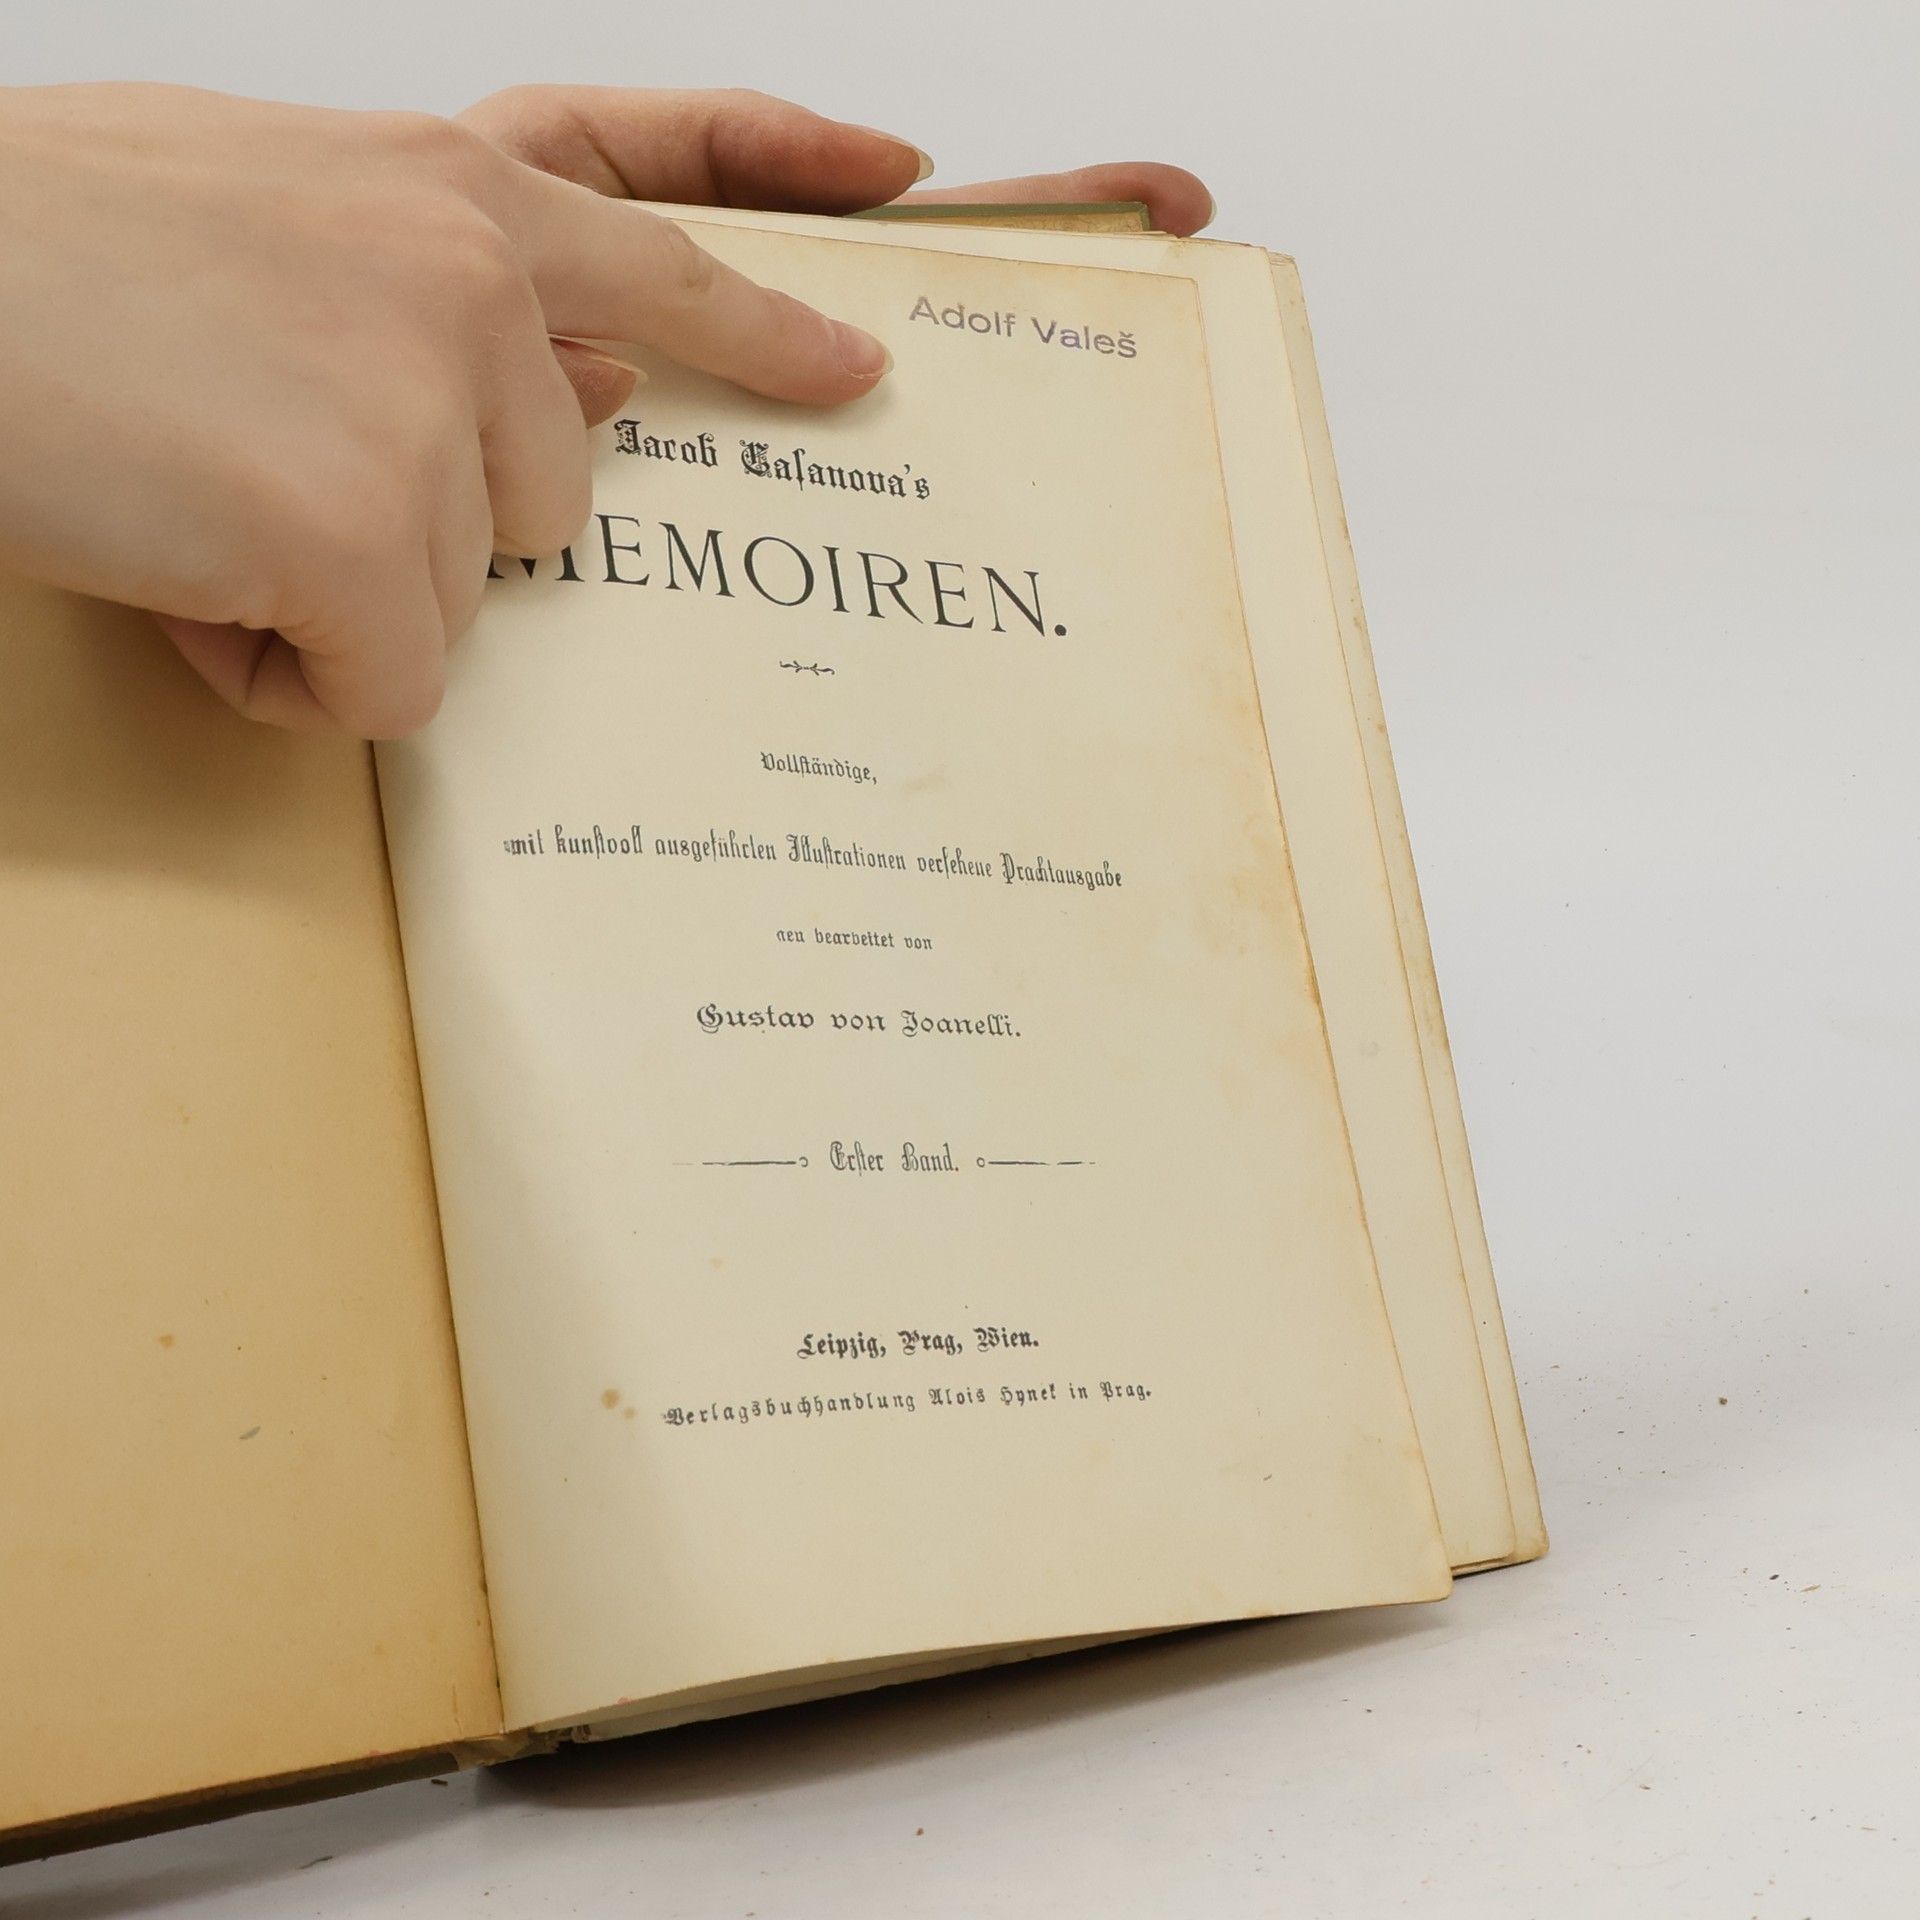 Adolf Valeš
Jacob Casanova's
MEMOIREN.
Vollständige,
mit kunstvoll ausgeführten Illustrationen versehene Prachtausgabe
neu bearbeitet von
Gustav von Joanelli.
Erster Band.
Leipzig, Prag, Wien.
Verlagsbuchhandlung Alois Hynek in Prag.